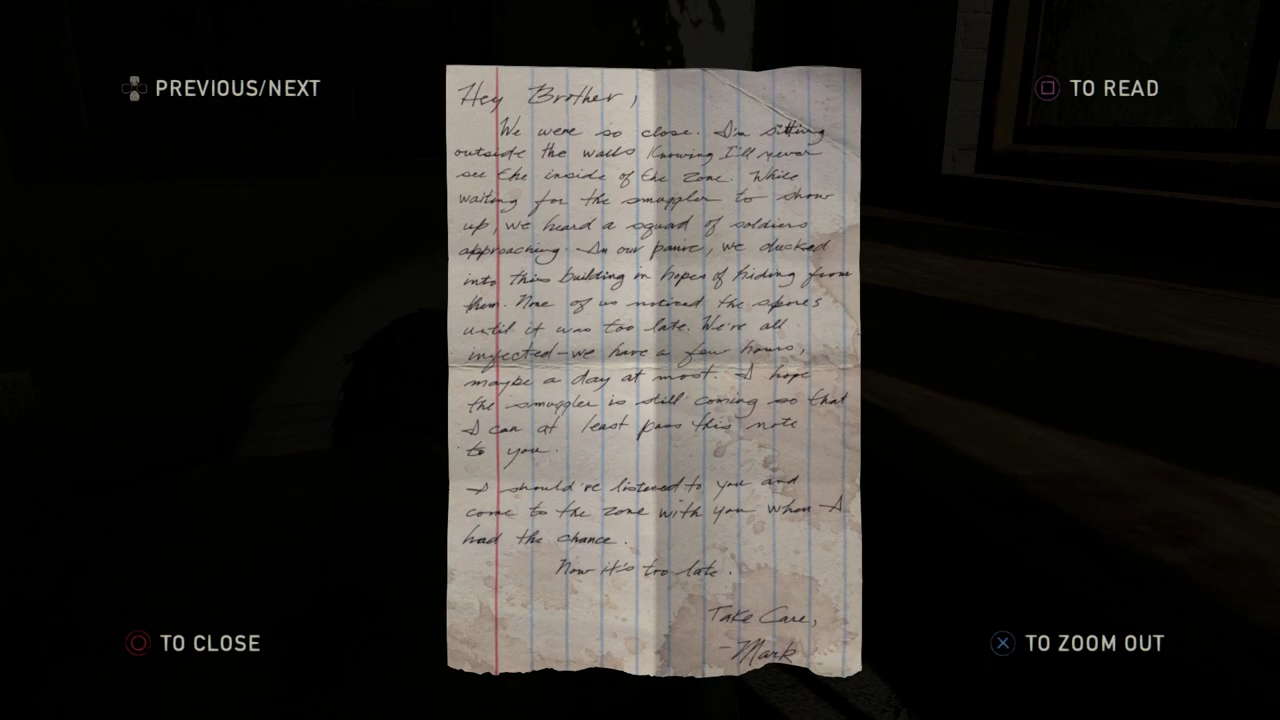 PREVIOUS/NEXT
TO READ
Hey Brother,
We were so close. I'm sitting
outside the walls Knowing I'll never
see the inside of the zone. While
waiting for the smuggler to show
up, we heard a squad of soldiers
approaching. In our panic, we ducked
into this building in hopes of hiding from
them. None of us noticed the spores
until it was too late. We're all
infected-we have a few hours,
maybe a day at most. I hope
the smuggler is still coming so that
I can at least pass this note
to you.
I should've listened to you and
come to the zone with you when I
had the chance.
Now it's too late.
Take Care,
-Mark
TO CLOSE
TO ZOOM OUT